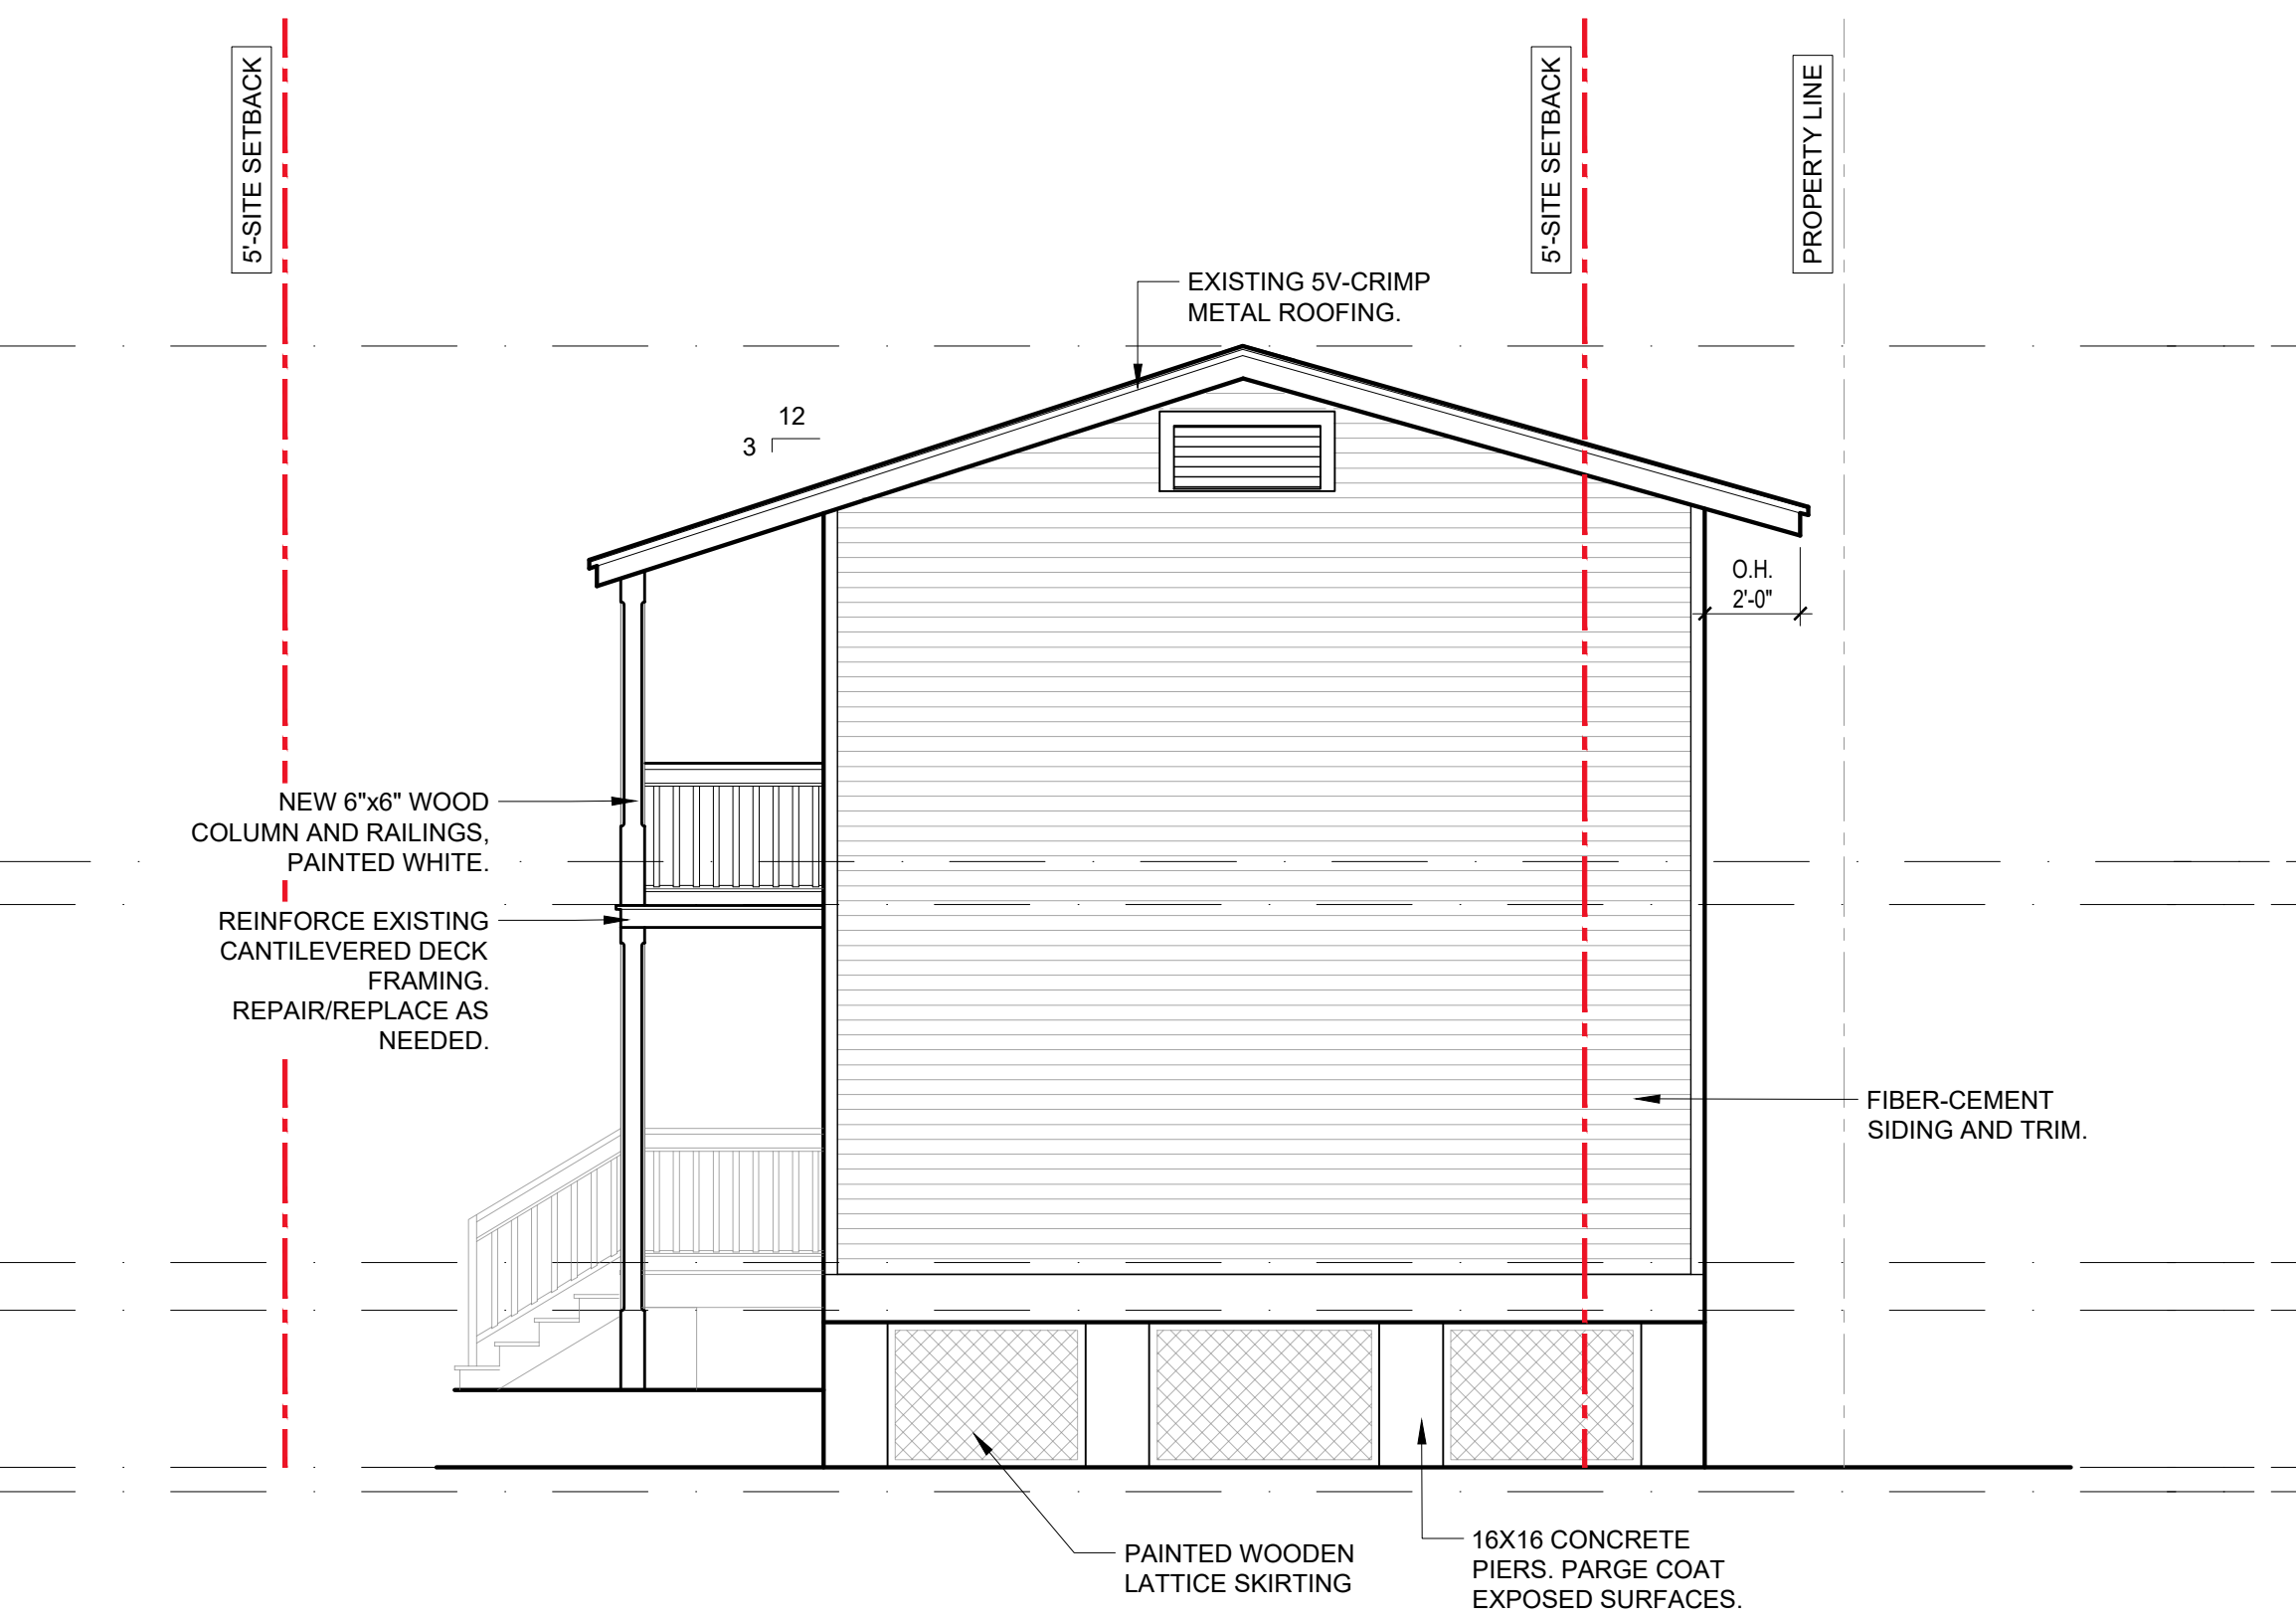 5'-SITE SETBACK
5'-SITE SETBACK
PROPERTY LINE
EXISTING 5V-CRIMP
METAL ROOFING.
12
3
O.H.
2'-0"
NEW 6"x6" WOOD
COLUMN AND RAILINGS,
PAINTED WHITE.
REINFORCE EXISTING
CANTILEVERED DECK
FRAMING.
REPAIR/REPLACE AS
NEEDED.
FIBER-CEMENT
SIDING AND TRIM.
PAINTED WOODEN
LATTICE SKIRTING
16X16 CONCRETE
PIERS. PARGE COAT
EXPOSED SURFACES.